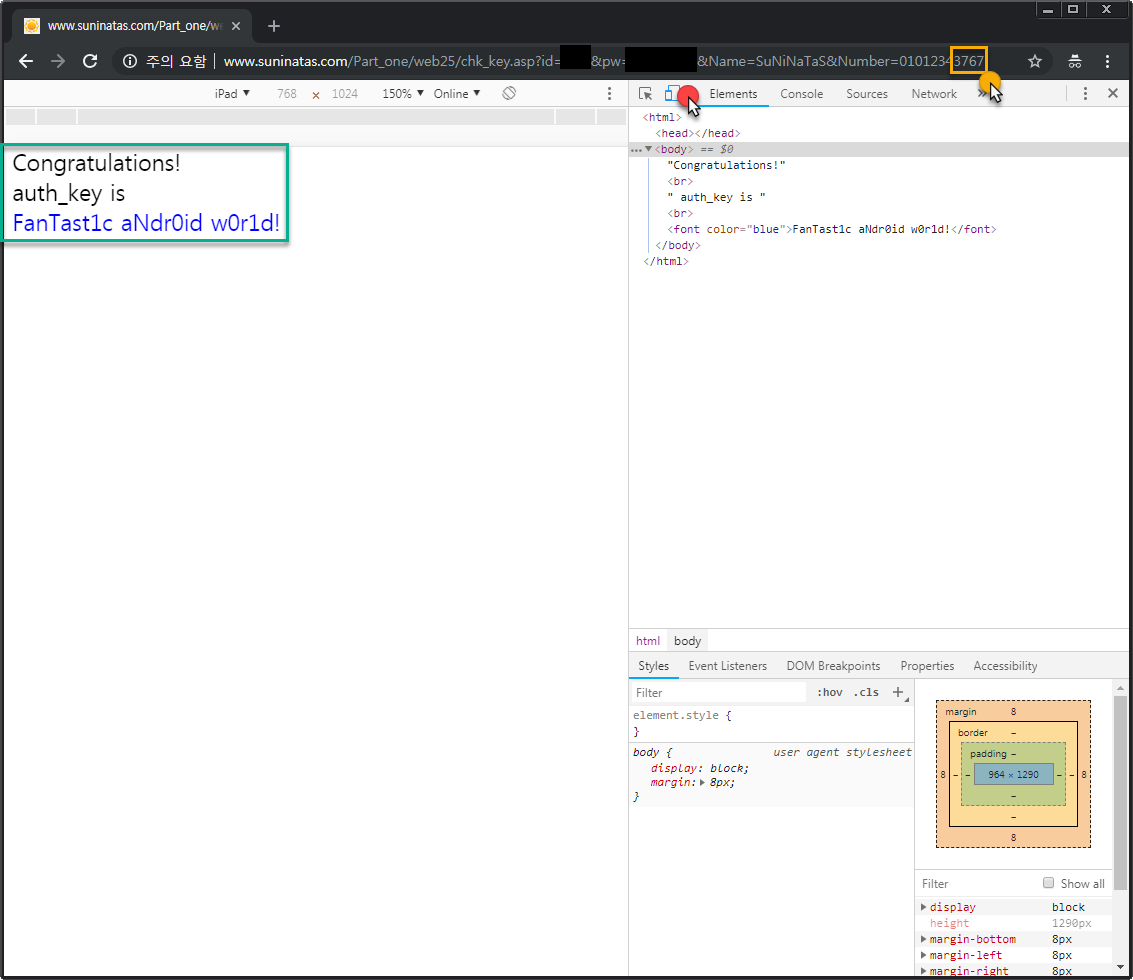 www.suninatas.com/Part_one/we
주의 요함
www.suninatas.com/Part_one/web25/chk_key.asp?id=
&pw=
&Name=SuNiNaTaS&Number=01012343767
iPad ▼ 768 × 1024 150% ▼ Online ▼
Elements Console Sources Network »
Congratulations!
auth_key is
FanTast1c aNdr0id w0r1d!
<html>
<head></head>
<body> == $0
"Congratulations!"
<br>
" auth_key is "
<br>
<font color="blue">FanTast1c aNdr0id w0r1d!</font>
</body>
</html>
html body
Styles Event Listeners DOM Breakpoints Properties Accessibility
Filter :hov .cls +
element.style {
}
body { user agent stylesheet
display: block;
margin: 8px;
}
margin 8
border –
padding –
8 – – 964 × 1290 – – 8
–
–
8
Filter Show all
display block
height 1290px
margin-bottom 8px
margin-left 8px
margin-right 8px